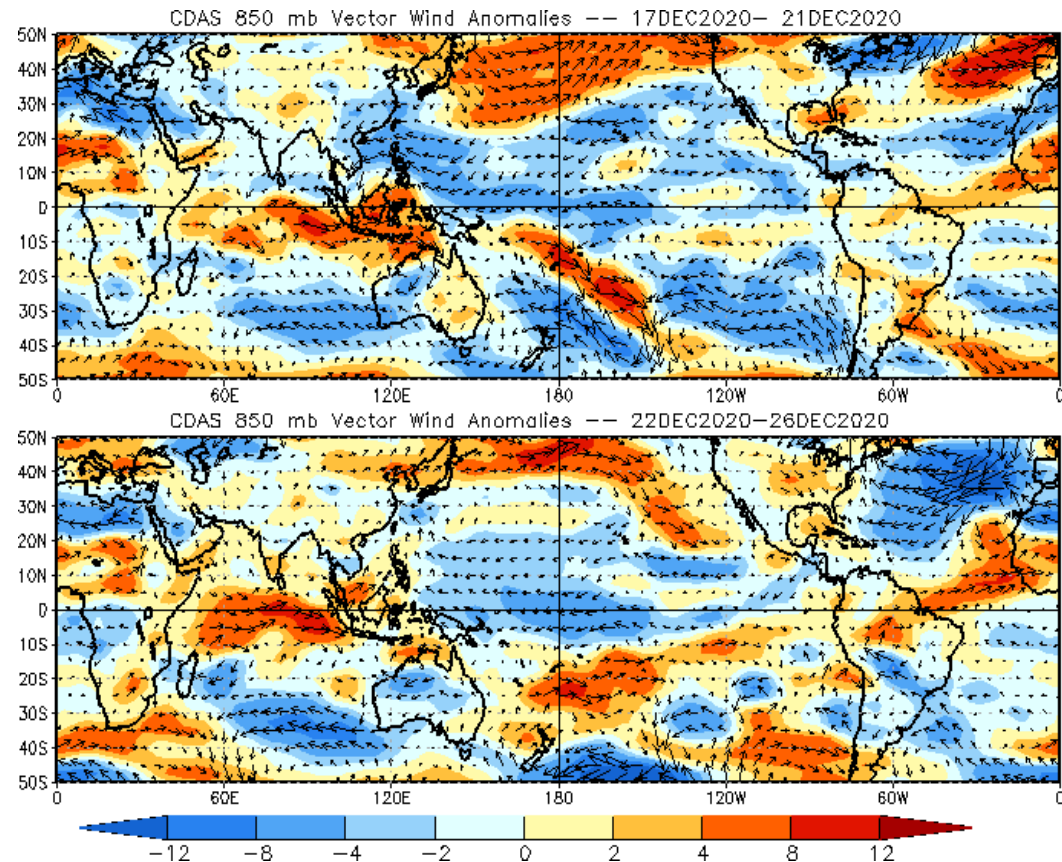 CDAS 850 mb Vector Wind Anomalies -- 17DEC2020- 21DEC2020
50N
40N
30N
20N
10N
0
10S
20S
30S
40S
50S
0 60E 120E 180 120W 60W 0
CDAS 850 mb Vector Wind Anomalies -- 22DEC2020-26DEC2020
50N
40N
30N
20N
10N
0
10S
20S
30S
40S
50S
0 60E 120E 180 120W 60W 0
-12 -8 -4 -2 0 2 4 8 12